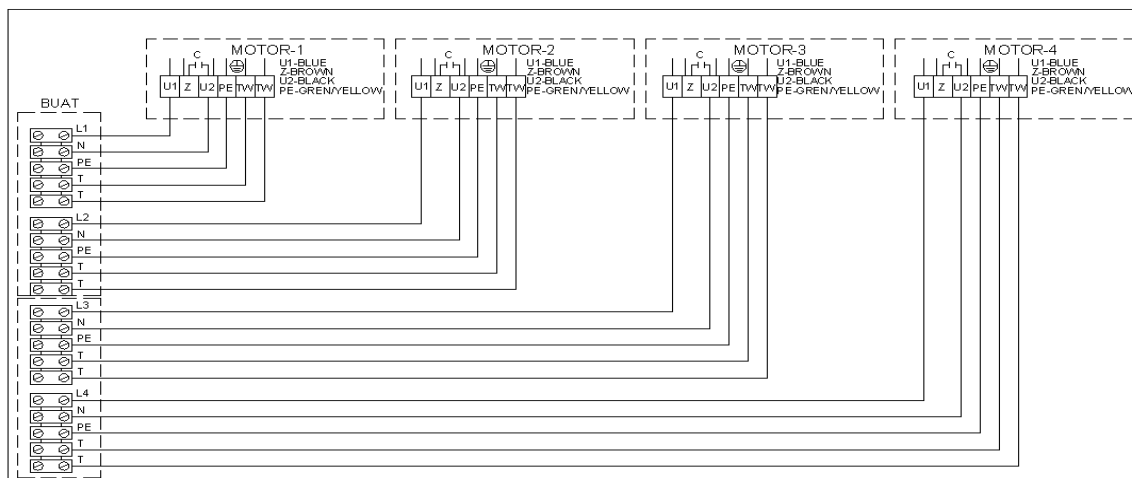 MOTOR-1
C
U1-BLUE
Z-BROWN
U2-BLACK
PE-GREN/YELLOW
U1 Z U2 PE TW TW
MOTOR-2
C
U1-BLUE
Z-BROWN
U2-BLACK
PE-GREN/YELLOW
U1 Z U2 PE TW TW
MOTOR-3
C
U1-BLUE
Z-BROWN
U2-BLACK
PE-GREN/YELLOW
U1 Z U2 PE TW TW
MOTOR-4
C
U1-BLUE
Z-BROWN
U2-BLACK
PE-GREN/YELLOW
U1 Z U2 PE TW TW
BUAT
L1
N
PE
T
T
L2
N
PE
T
T
L3
N
PE
T
T
L4
N
PE
T
T